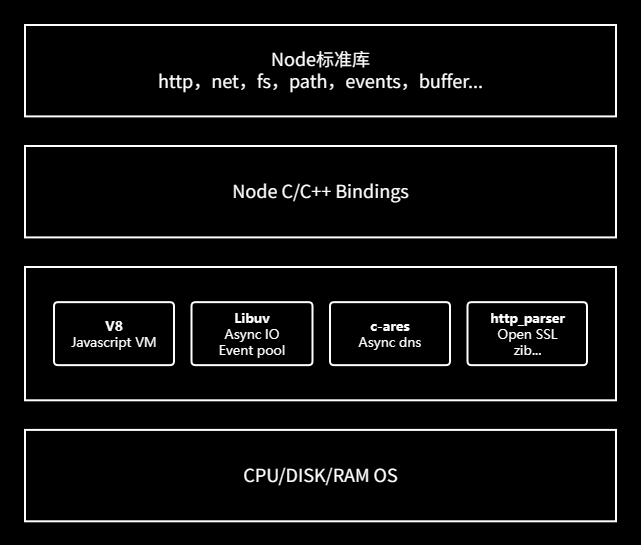 Node标准库
http，net，fs，path，events，buffer...
Node C/C++ Bindings
V8
Javascript VM
Libuv
Async IO
Event pool
c-ares
Async dns
http_parser
Open SSL
zib...
CPU/DISK/RAM OS